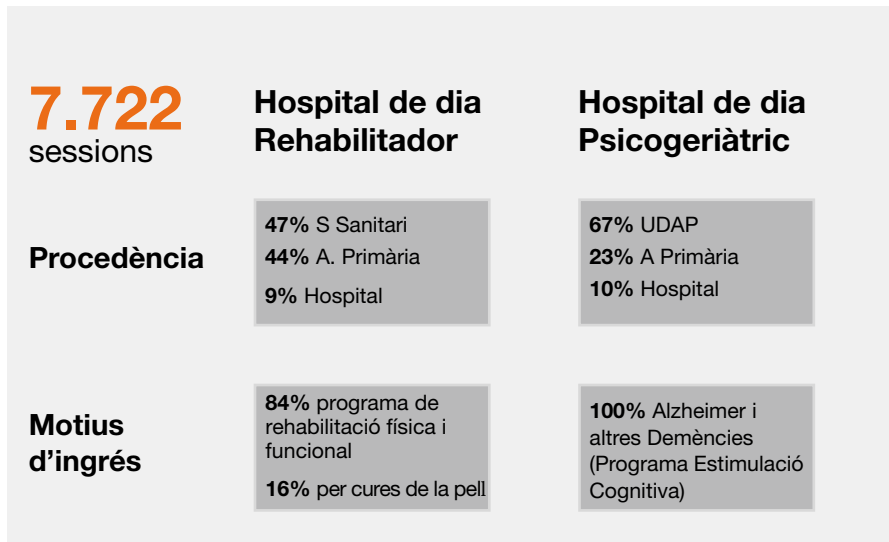 7.722
sessions
Hospital de dia
Rehabilitador
Hospital de dia
Psicogeriàtric
Procedència
47% S Sanitari
44% A. Primària
9% Hospital
67% UDAP
23% A Primària
10% Hospital
Motius
d'ingrés
84% programa de
rehabilitació física i
funcional
16% per cures de la pell
100% Alzheimer i
altres Demències
(Programa Estimulació
Cognitiva)